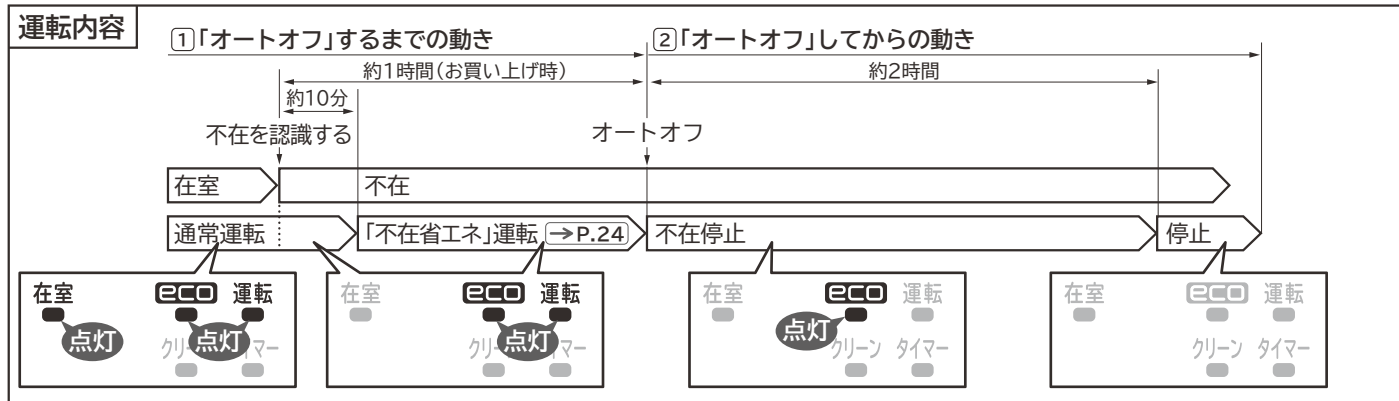 運転内容
①「オートオフ」するまでの動き
②「オートオフ」してからの動き
約1時間(お買い上げ時)
約2時間
約10分
不在を認識する
オートオフ
在室
不在
通常運転
「不在省エネ」運転 →P.24
不在停止
停止
在室 eco 運転
点灯 点灯
クリーン タイマー
在室 eco 運転
点灯
クリーン タイマー
在室 eco 運転
点灯
クリーン タイマー
在室 eco 運転
クリーン タイマー